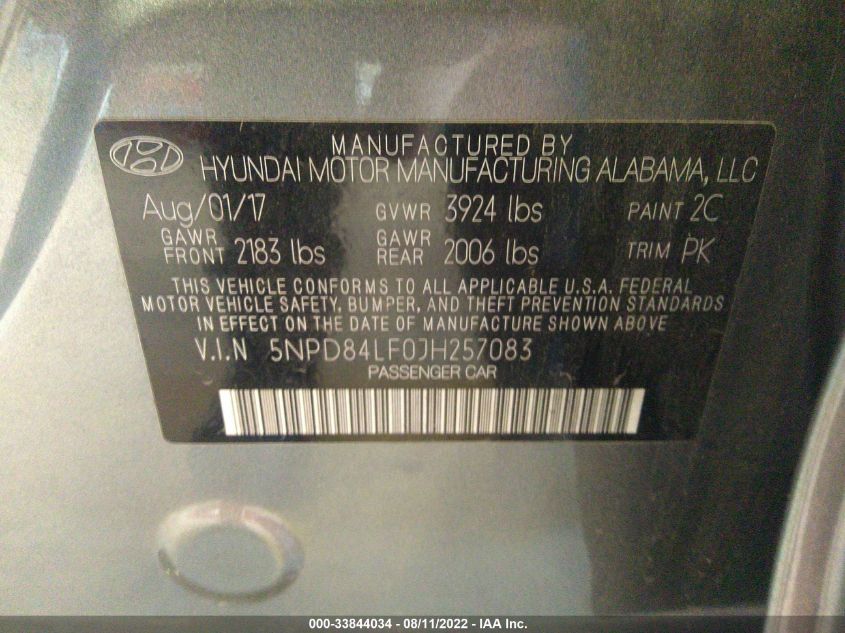 MANUFACTURED BY
HYUNDAI MOTOR MANUFACTURING ALABAMA, LLC
Aug/01/17 GVWR 3924 lbs PAINT 2C
GAWR FRONT 2183 lbs GAWR REAR 2006 lbs TRIM PK
THIS VEHICLE CONFORMS TO ALL APPLICABLE U.S.A. FEDERAL
MOTOR VEHICLE SAFETY, BUMPER, AND THEFT PREVENTION STANDARDS
IN EFFECT ON THE DATE OF MANUFACTURE SHOWN ABOVE
V.I.N 5NPD84LF0JH257083
PASSENGER CAR
000-33844034 - 08/11/2022 - IAA Inc.